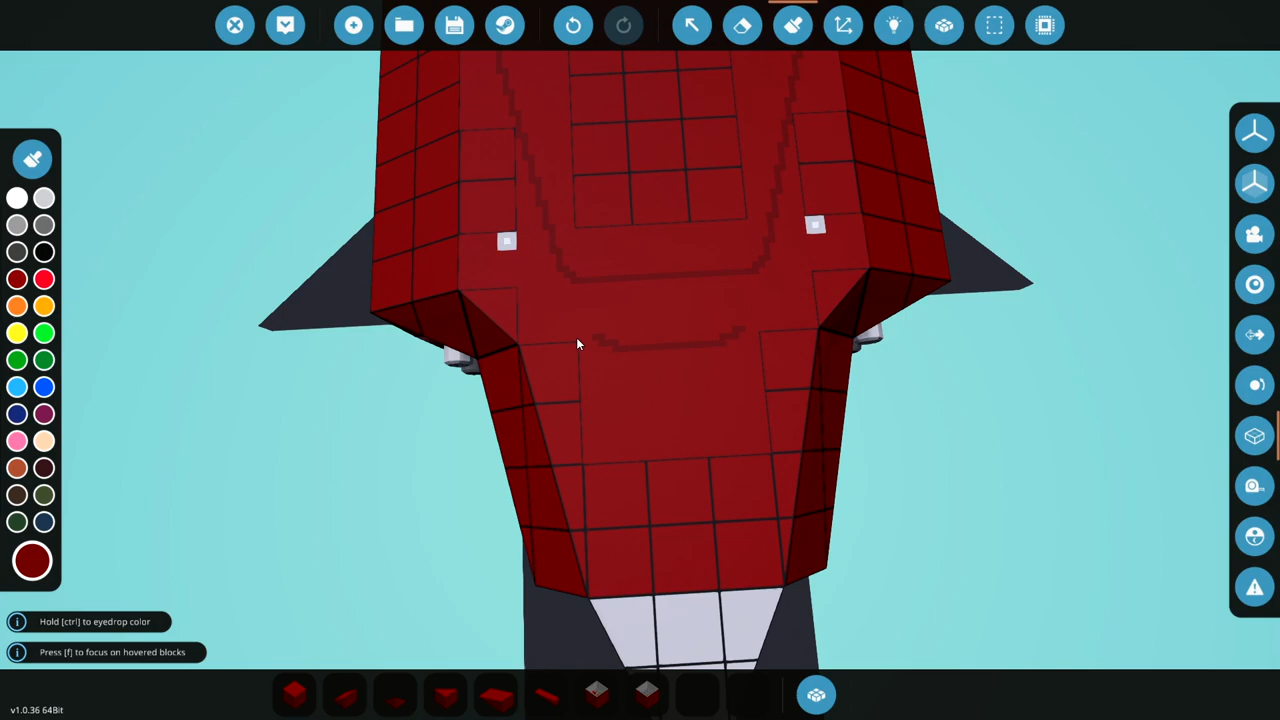 Hold [ctrl] to eyedrop color
Press [f] to focus on hovered blocks
v1.0.36 64Bit